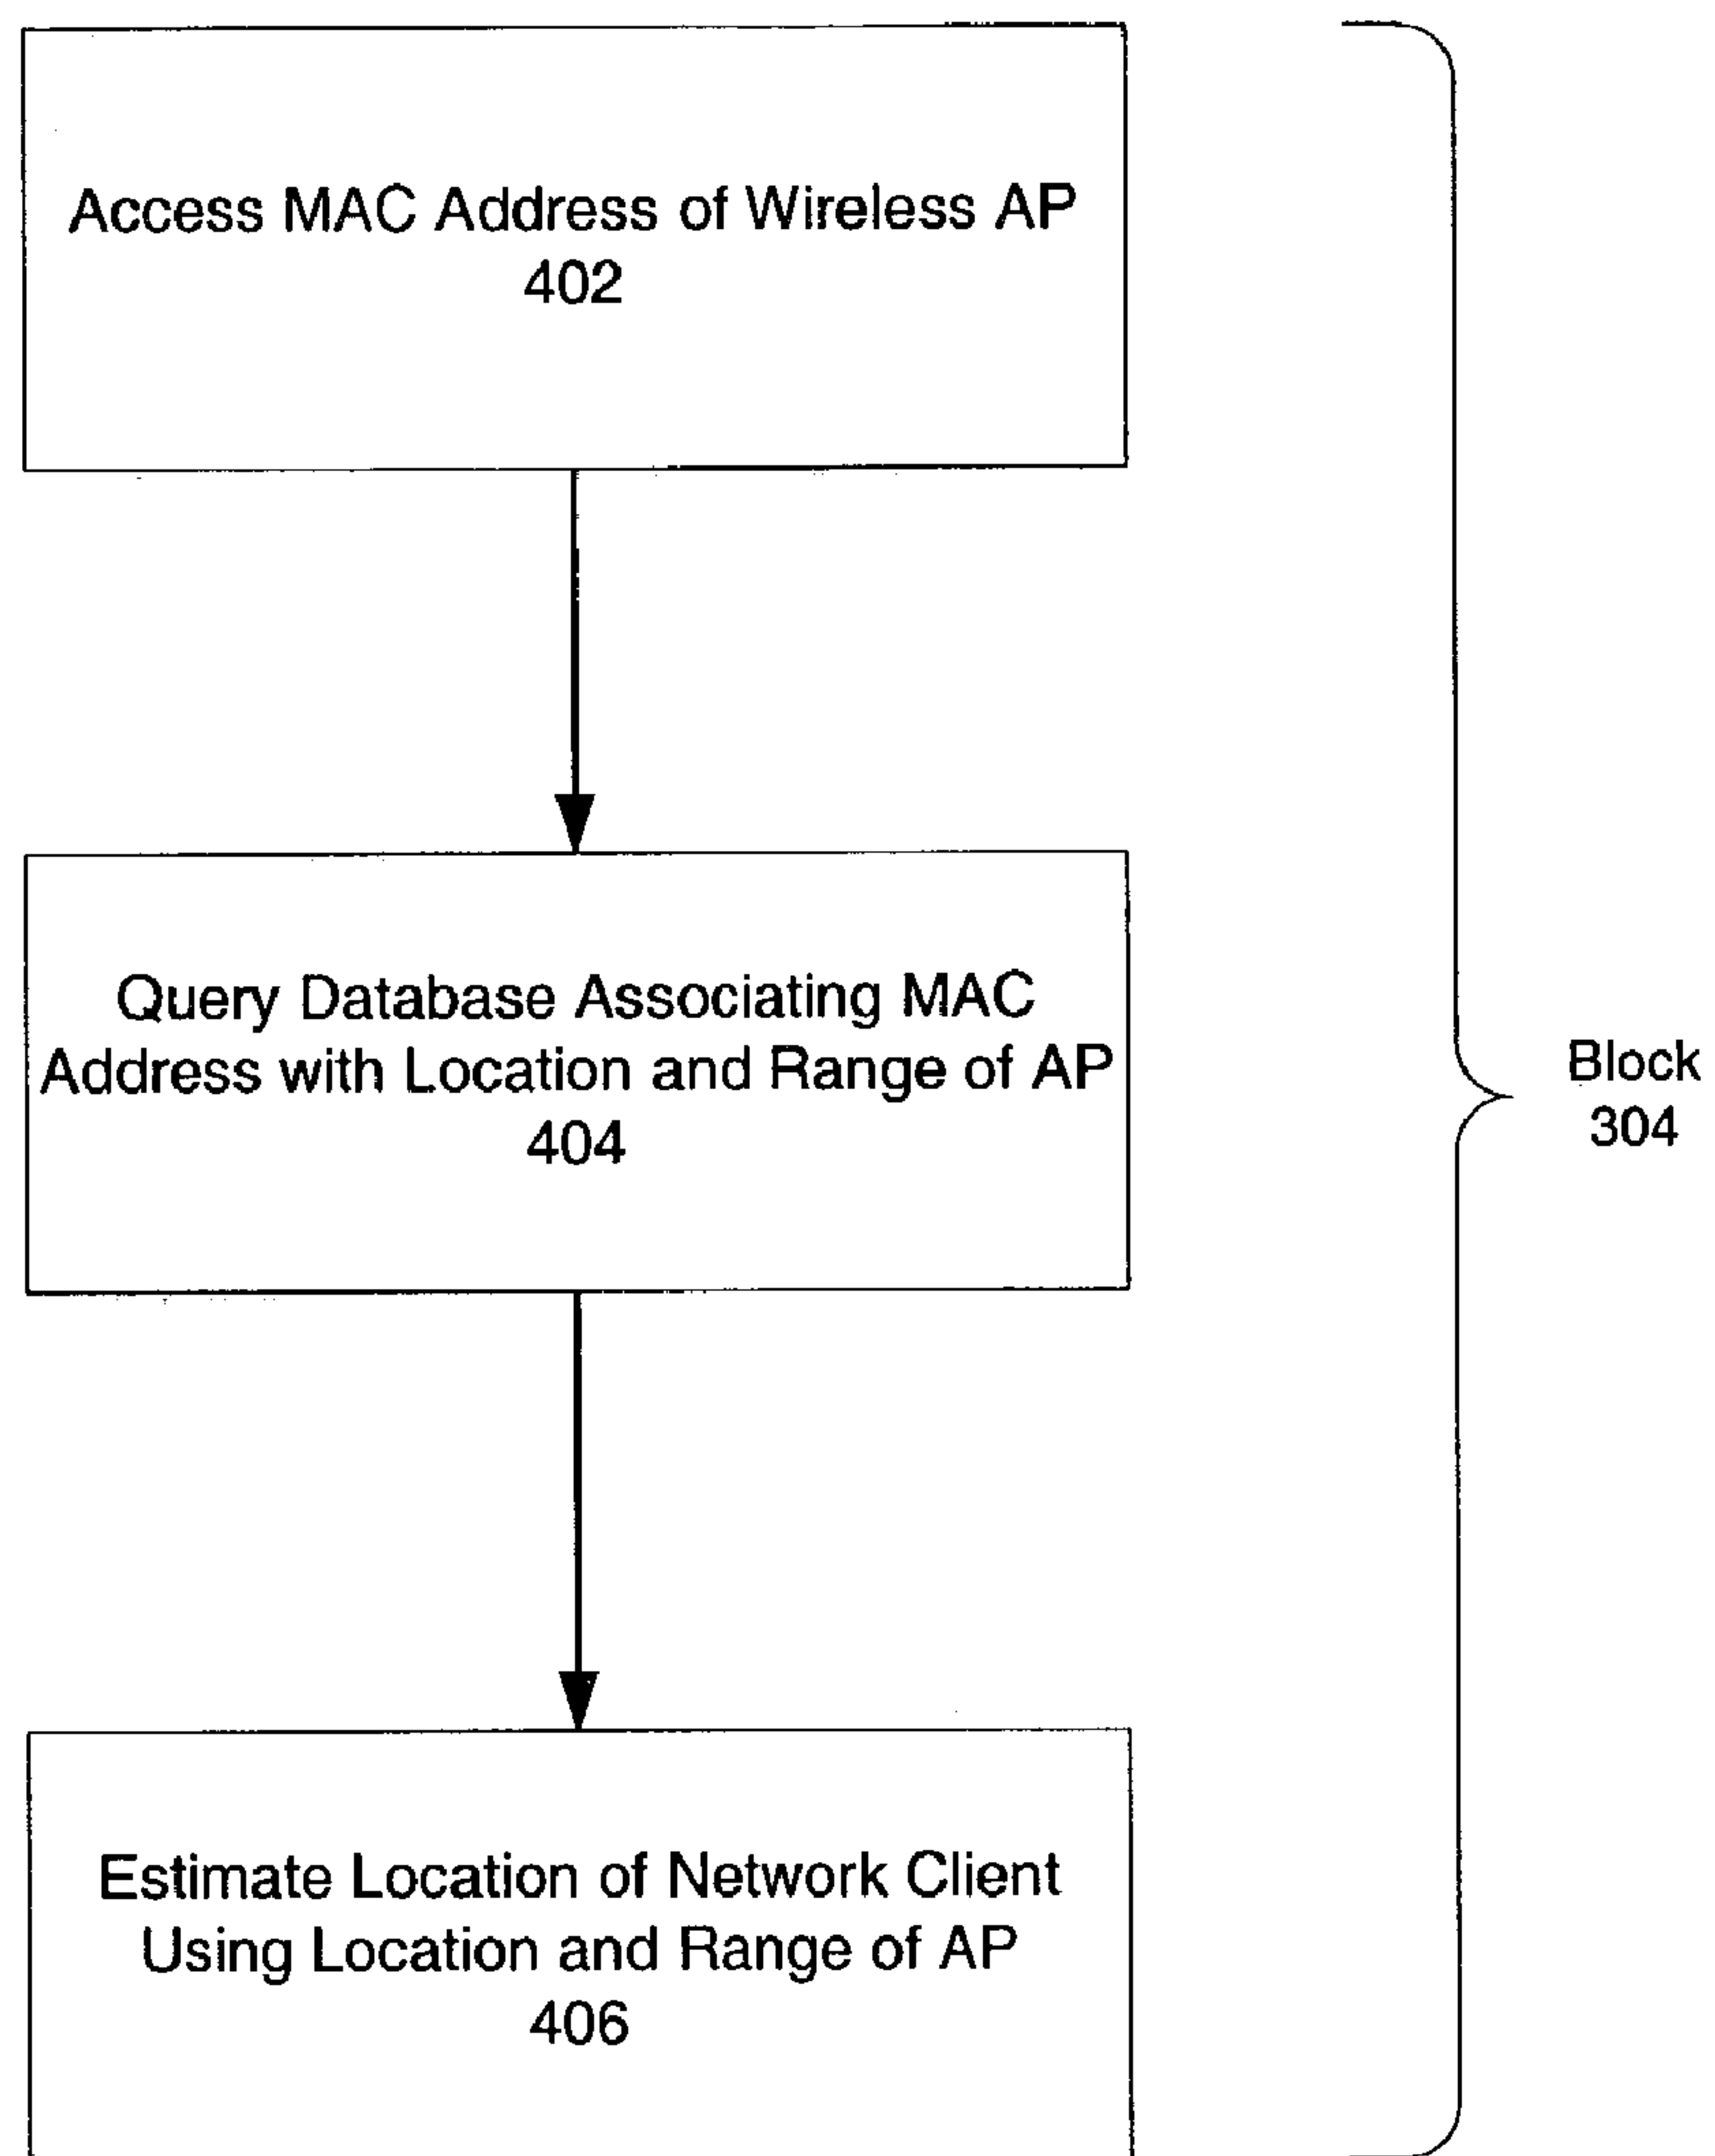 Access MAC Address of Wireless AP
402
Query Database Associating MAC
Address with Location and Range of AP
404
Block
304
Estimate Location of Network Client
Using Location and Range of AP
406